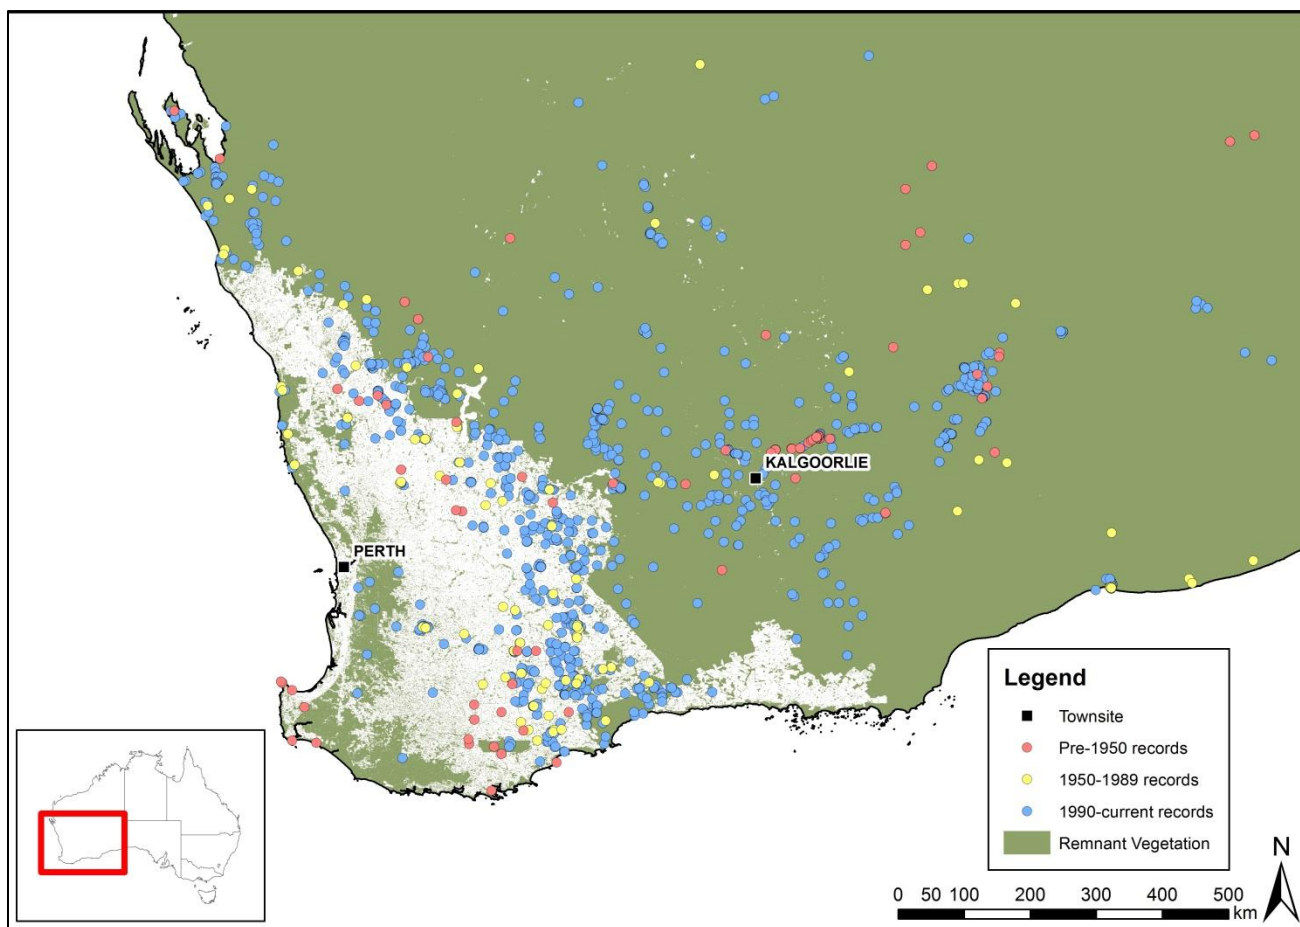 KALGOORLIE
PERTH
Legend
Townsite
Pre-1950 records
1950-1989 records
1990-current records
Remnant Vegetation
N
0 50 100 200 300 400 500
km